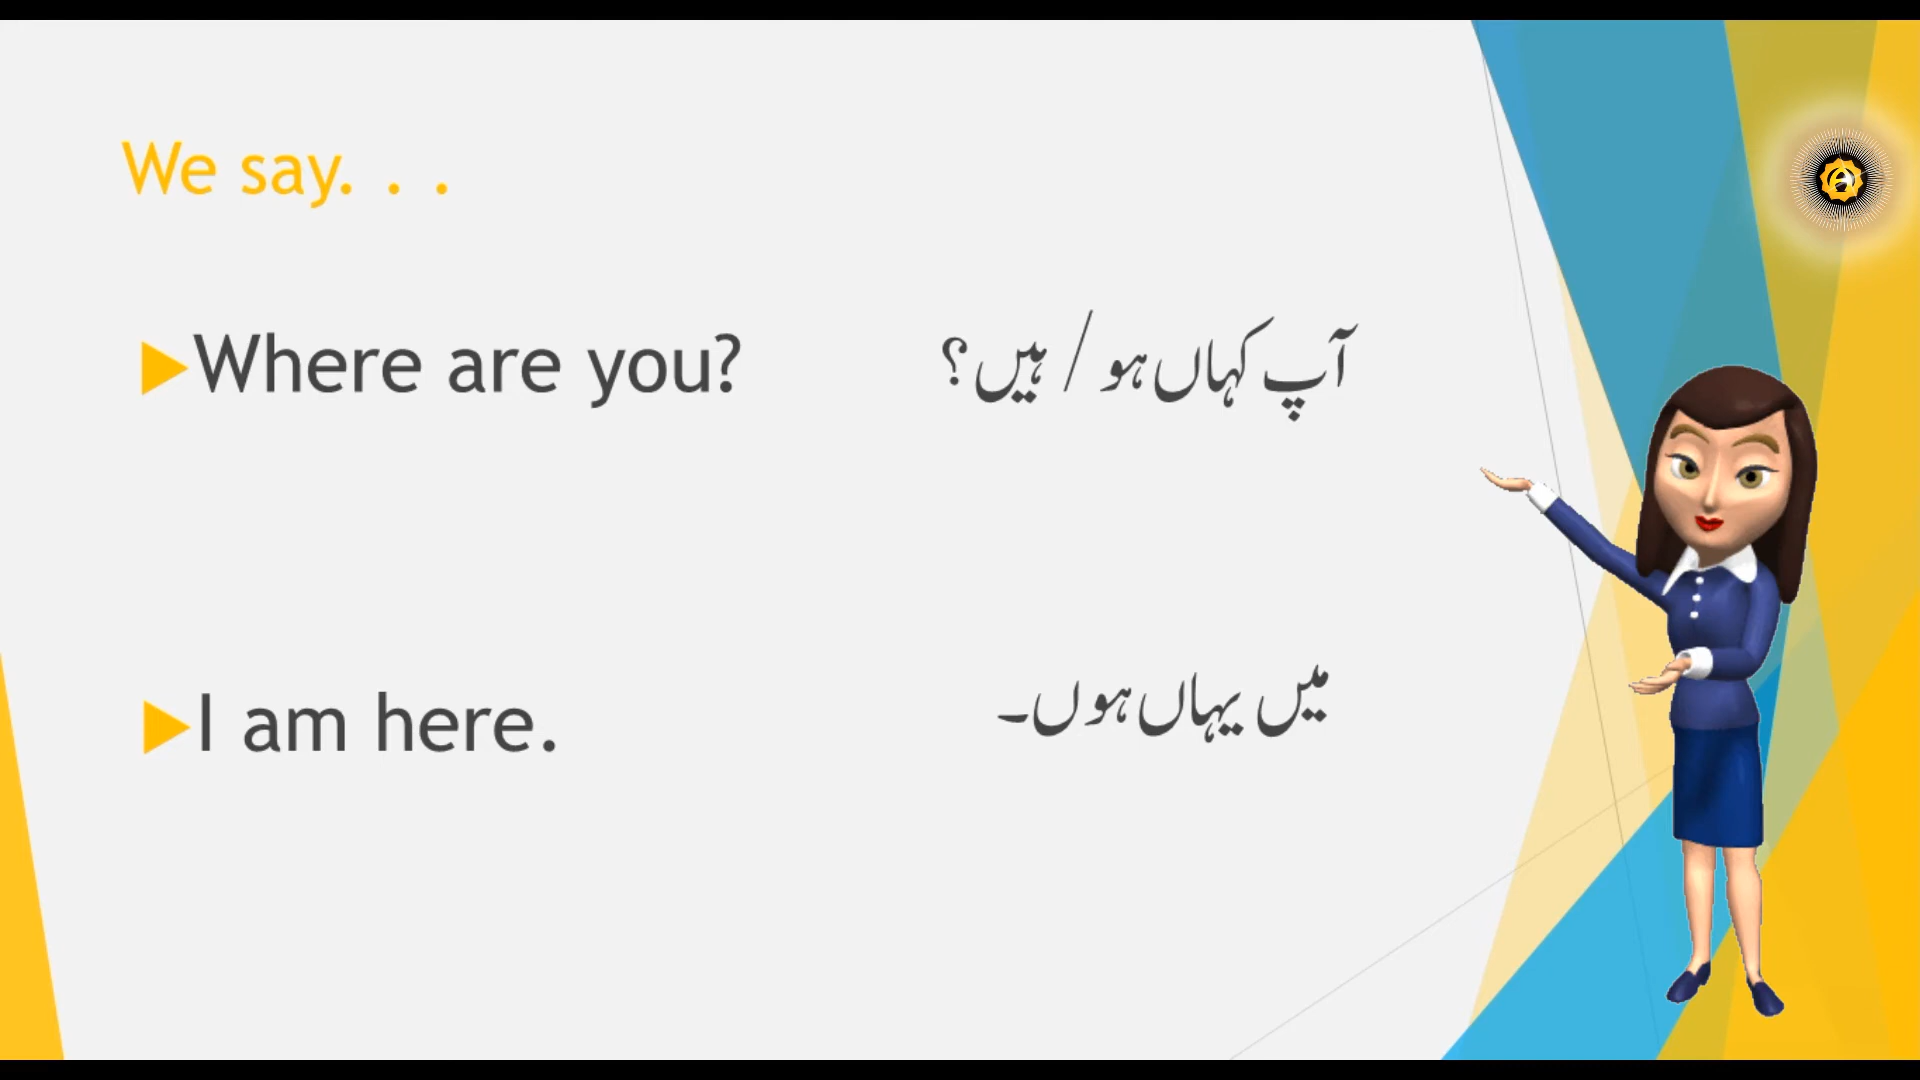 We say. . .
Where are you?
آپ کہاں ہو / ہیں؟
I am here.
میں یہاں ہوں۔